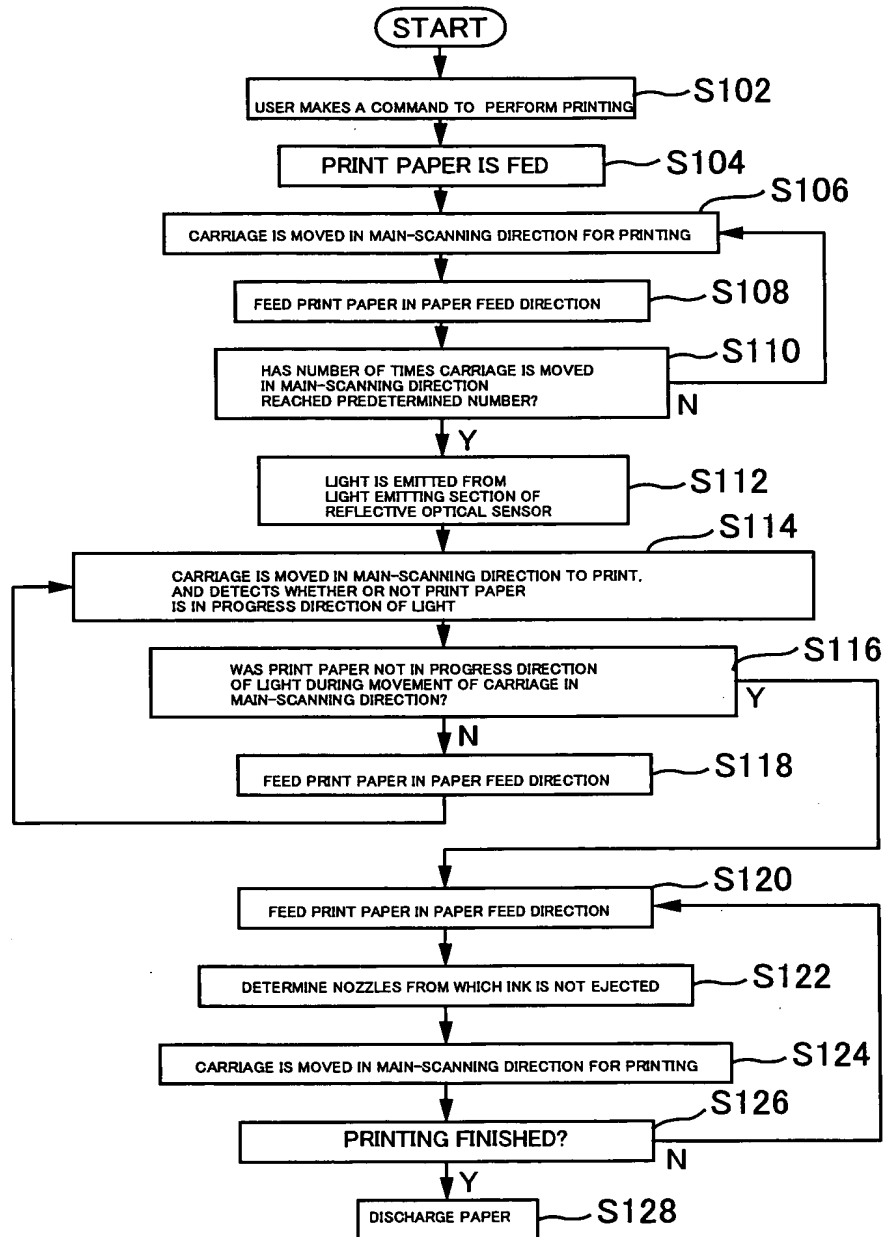 START
USER MAKES A COMMAND TO PERFORM PRINTING
S102
PRINT PAPER IS FED
S104
S106
CARRIAGE IS MOVED IN MAIN-SCANNING DIRECTION FOR PRINTING
FEED PRINT PAPER IN PAPER FEED DIRECTION
S108
HAS NUMBER OF TIMES CARRIAGE IS MOVED
IN MAIN-SCANNING DIRECTION
REACHED PREDETERMINED NUMBER?
S110
N
Y
LIGHT IS EMITTED FROM
LIGHT EMITTING SECTION OF
REFLECTIVE OPTICAL SENSOR
S112
S114
CARRIAGE IS MOVED IN MAIN-SCANNING DIRECTION TO PRINT,
AND DETECTS WHETHER OR NOT PRINT PAPER
IS IN PROGRESS DIRECTION OF LIGHT
WAS PRINT PAPER NOT IN PROGRESS DIRECTION
OF LIGHT DURING MOVEMENT OF CARRIAGE IN
MAIN-SCANNING DIRECTION?
S116
Y
N
FEED PRINT PAPER IN PAPER FEED DIRECTION
S118
S120
FEED PRINT PAPER IN PAPER FEED DIRECTION
DETERMINE NOZZLES FROM WHICH INK IS NOT EJECTED
S122
CARRIAGE IS MOVED IN MAIN-SCANNING DIRECTION FOR PRINTING
S124
S126
PRINTING FINISHED?
N
Y
DISCHARGE PAPER
S128